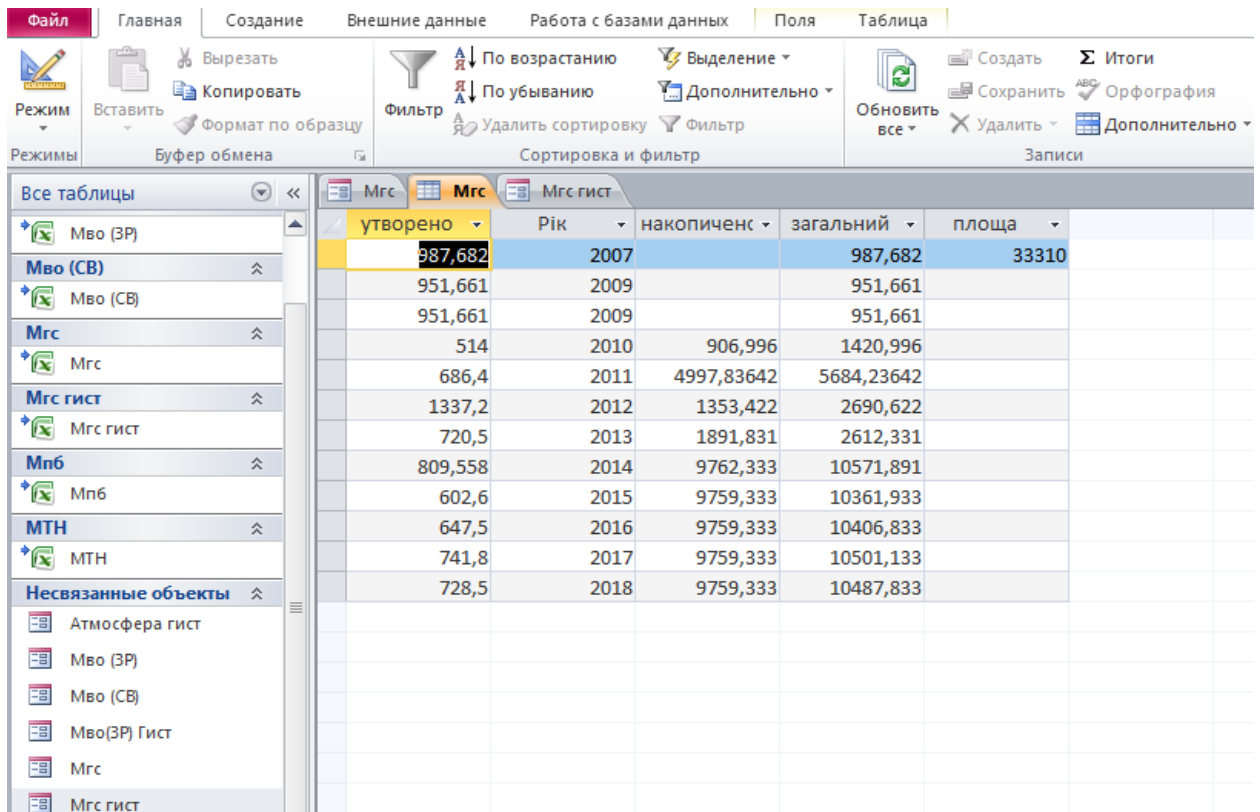 Файл Главная Создание Внешние данные Работа с базами данных Поля Таблица
Режим
Вставить
Вырезать
Копировать
Формат по образцу
Фильтр
По возрастанию
По убыванию
Удалить сортировку
Выделение
Дополнительно
Фильтр
Обновить
все
Создать
Сохранить
Удалить
Σ Итоги
ABC Орфография
Дополнительно
Режимы Буфер обмена Сортировка и фильтр Записи
Все таблицы
Мво (ЗР)
Мво (СВ)
Мво (СВ)
Мгс
Мгс
Мгс гист
Мгс гист
Мпб
Мпб
МТН
МТН
Несвязанные объекты
Атмосфера гист
Мво (ЗР)
Мво (СВ)
Мво(ЗР) Гист
Мгс
Мгс гист
Мгс Мгс Мгс гист
утворено Рік накопичено загальний площа
987,682 2007 987,682 33310
951,661 2009 951,661
951,661 2009 951,661
514 2010 906,996 1420,996
686,4 2011 4997,83642 5684,23642
1337,2 2012 1353,422 2690,622
720,5 2013 1891,831 2612,331
809,558 2014 9762,333 10571,891
602,6 2015 9759,333 10361,933
647,5 2016 9759,333 10406,833
741,8 2017 9759,333 10501,133
728,5 2018 9759,333 10487,833